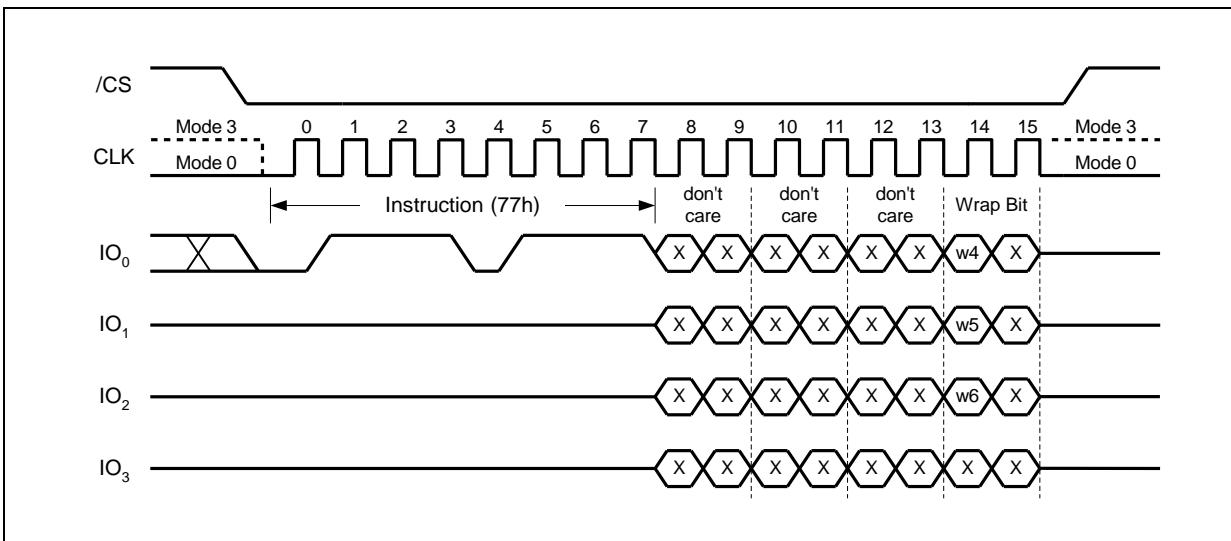 /CS
Mode 3 0 1 2 3 4 5 6 7 8 9 10 11 12 13 14 15 Mode 3
CLK Mode 0 Mode 0
Instruction (77h) don't care don't care don't care Wrap Bit
IO0 X X X X X X w4 X
IO1 X X X X X X w5 X
IO2 X X X X X X w6 X
IO3 X X X X X X X X